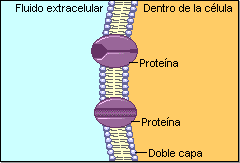 Fluido extracelular
Dentro de la célula
Proteína
Proteína
Doble capa